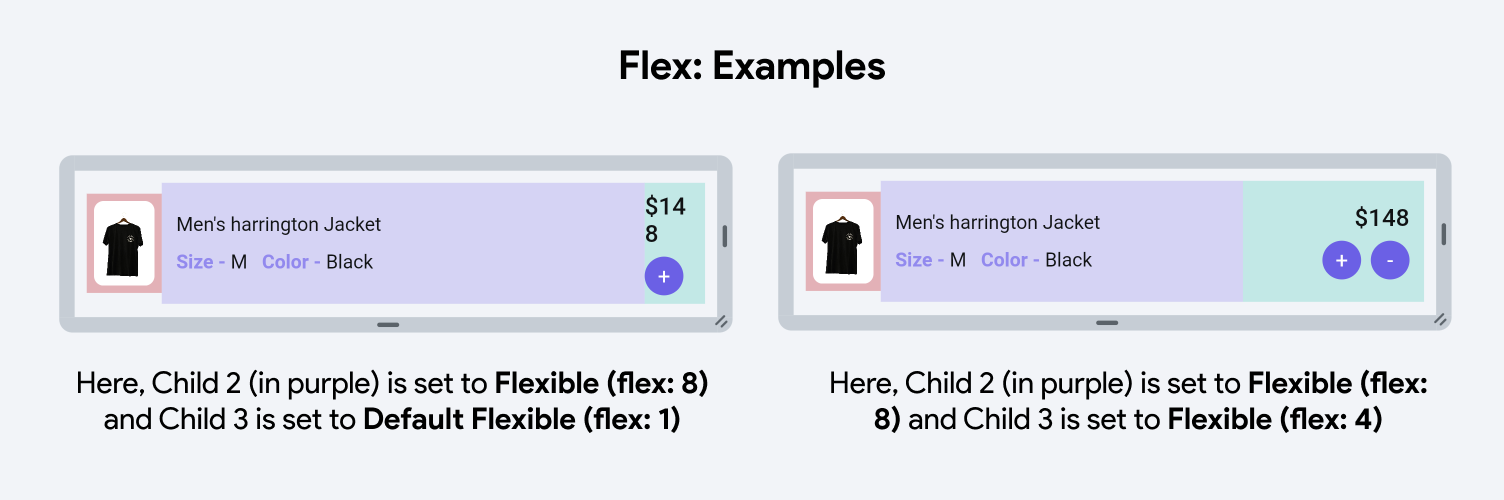 Flex: Examples
Men's harrington Jacket
Size - M Color - Black
$14
8
+
Here, Child 2 (in purple) is set to Flexible (flex: 8)
and Child 3 is set to Default Flexible (flex: 1)
Men's harrington Jacket
Size - M Color - Black
$148
+ -
Here, Child 2 (in purple) is set to Flexible (flex:
8) and Child 3 is set to Flexible (flex: 4)